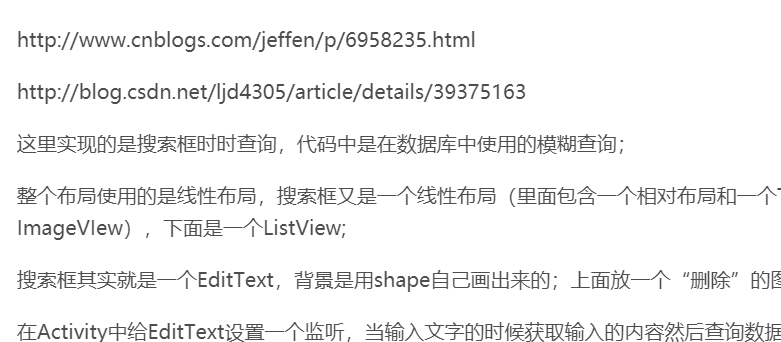 http://www.cnblogs.com/jeffen/p/6958235.html
http://blog.csdn.net/ljd4305/article/details/39375163
这里实现的是搜索框时时查询，代码中是在数据库中使用的模糊查询；
整个布局使用的是线性布局，搜索框又是一个线性布局（里面包含一个相对布局和一个
ImageVIew），下面是一个ListView;
搜索框其实就是一个EditText，背景是用shape自己画出来的；上面放一个“删除”的图
在Activity中给EditText设置一个监听，当输入文字的时候获取输入的内容然后查询数据